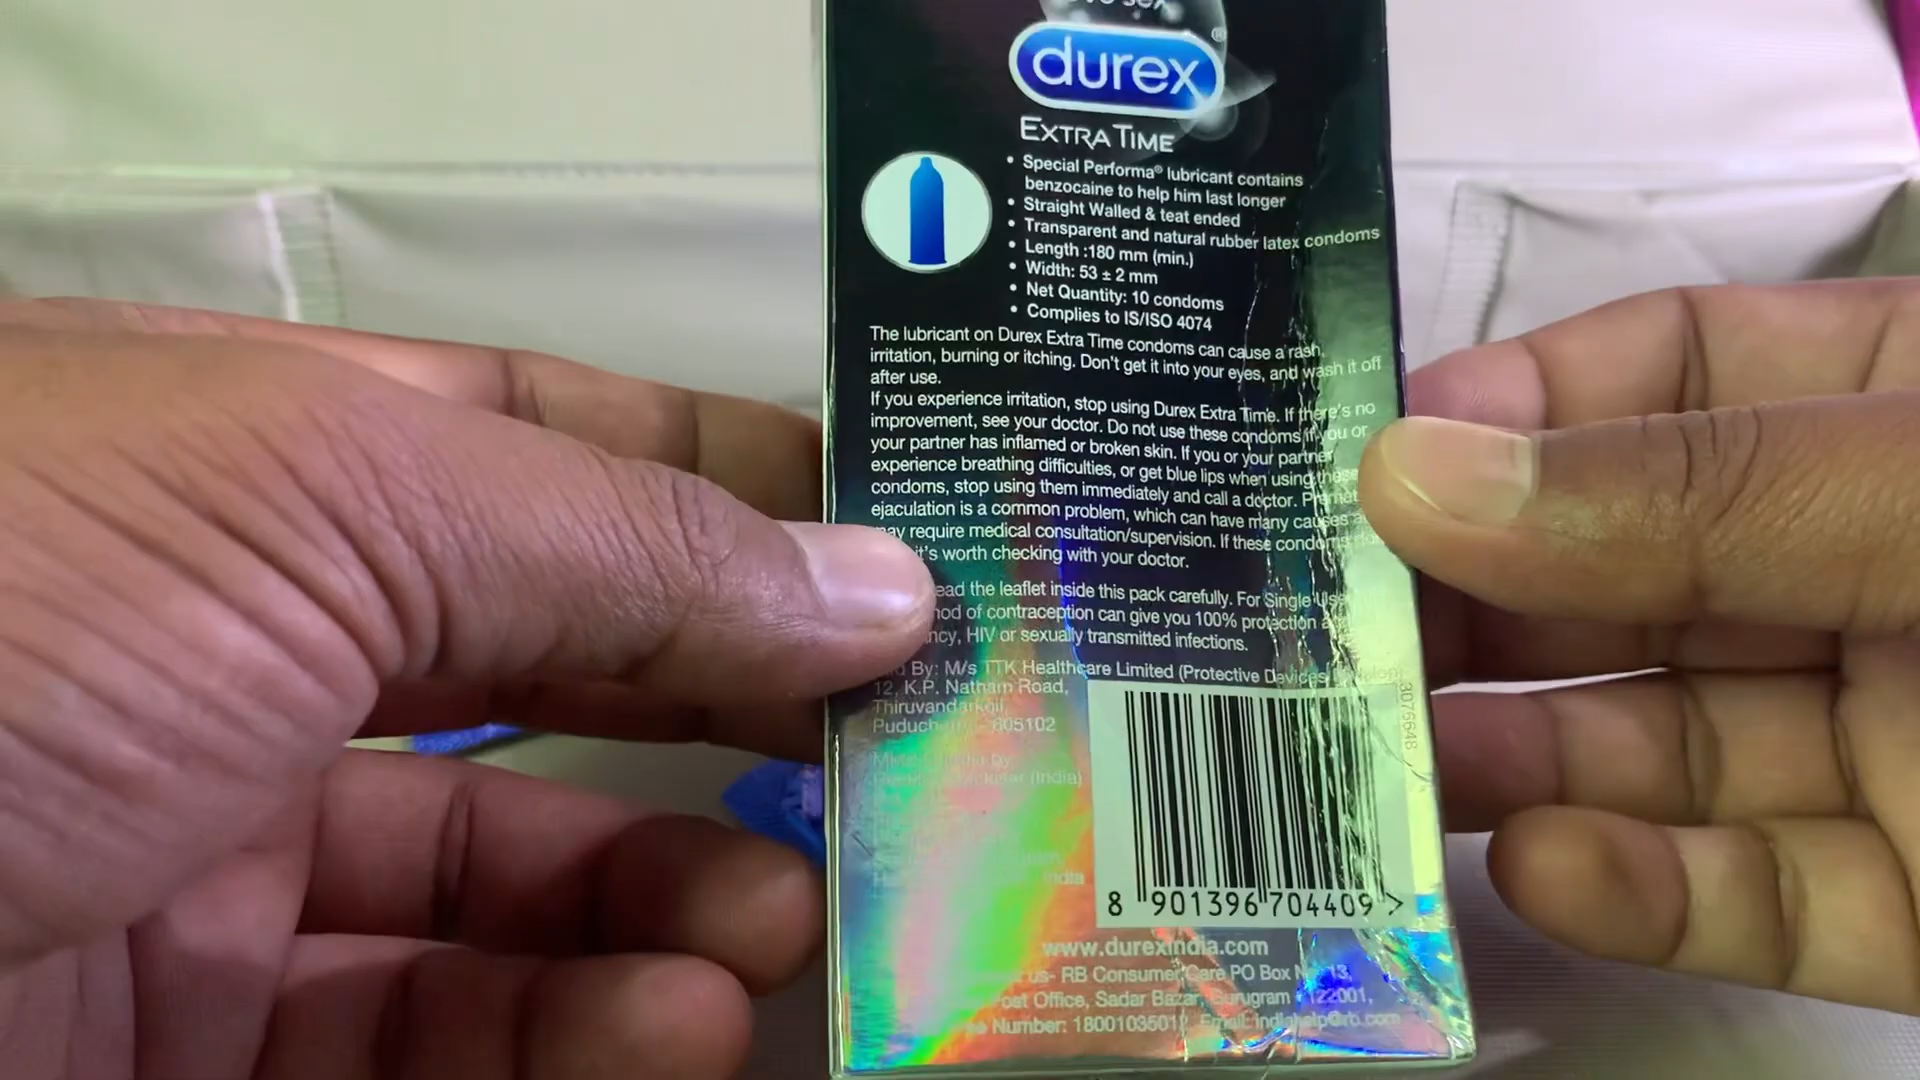 durex
®
EXTRA TIME
• Special Performa® lubricant contains
benzocaine to help him last longer
• Straight Walled & teat ended
• Transparent and natural rubber latex condoms
• Length :180 mm (min.)
• Width: 53 ± 2 mm
• Net Quantity: 10 condoms
• Complies to IS/ISO 4074
The lubricant on Durex Extra Time condoms can cause a rash,
irritation, burning or itching. Don't get it into your eyes, and wash it off
after use.
If you experience irritation, stop using Durex Extra Time. If there's no
improvement, see your doctor. Do not use these condoms if you or
your partner has inflamed or broken skin. If you or your partner
experience breathing difficulties, or get blue lips when using these
condoms, stop using them immediately and call a doctor.
ejaculation is a common problem, which can have many causes
may require medical consultation/supervision. If these condoms
it's worth checking with your doctor.
the leaflet inside this pack carefully. For Single Use
of contraception can give you 100% protection
HIV or sexually transmitted infections.
By: M/s TTK Healthcare Limited (Protective Devices
12, K.P. Natham Road,
Thiruvandarkoil,
605102
(India)
India
3076648
8 901396 704409 >
www.durexindia.com
us- RB Consumer Care PO Box No 13,
Post Office, Sadar Bazar, Gurugram 122001,
Number: 18001035012, Email: indiahelp@rb.com